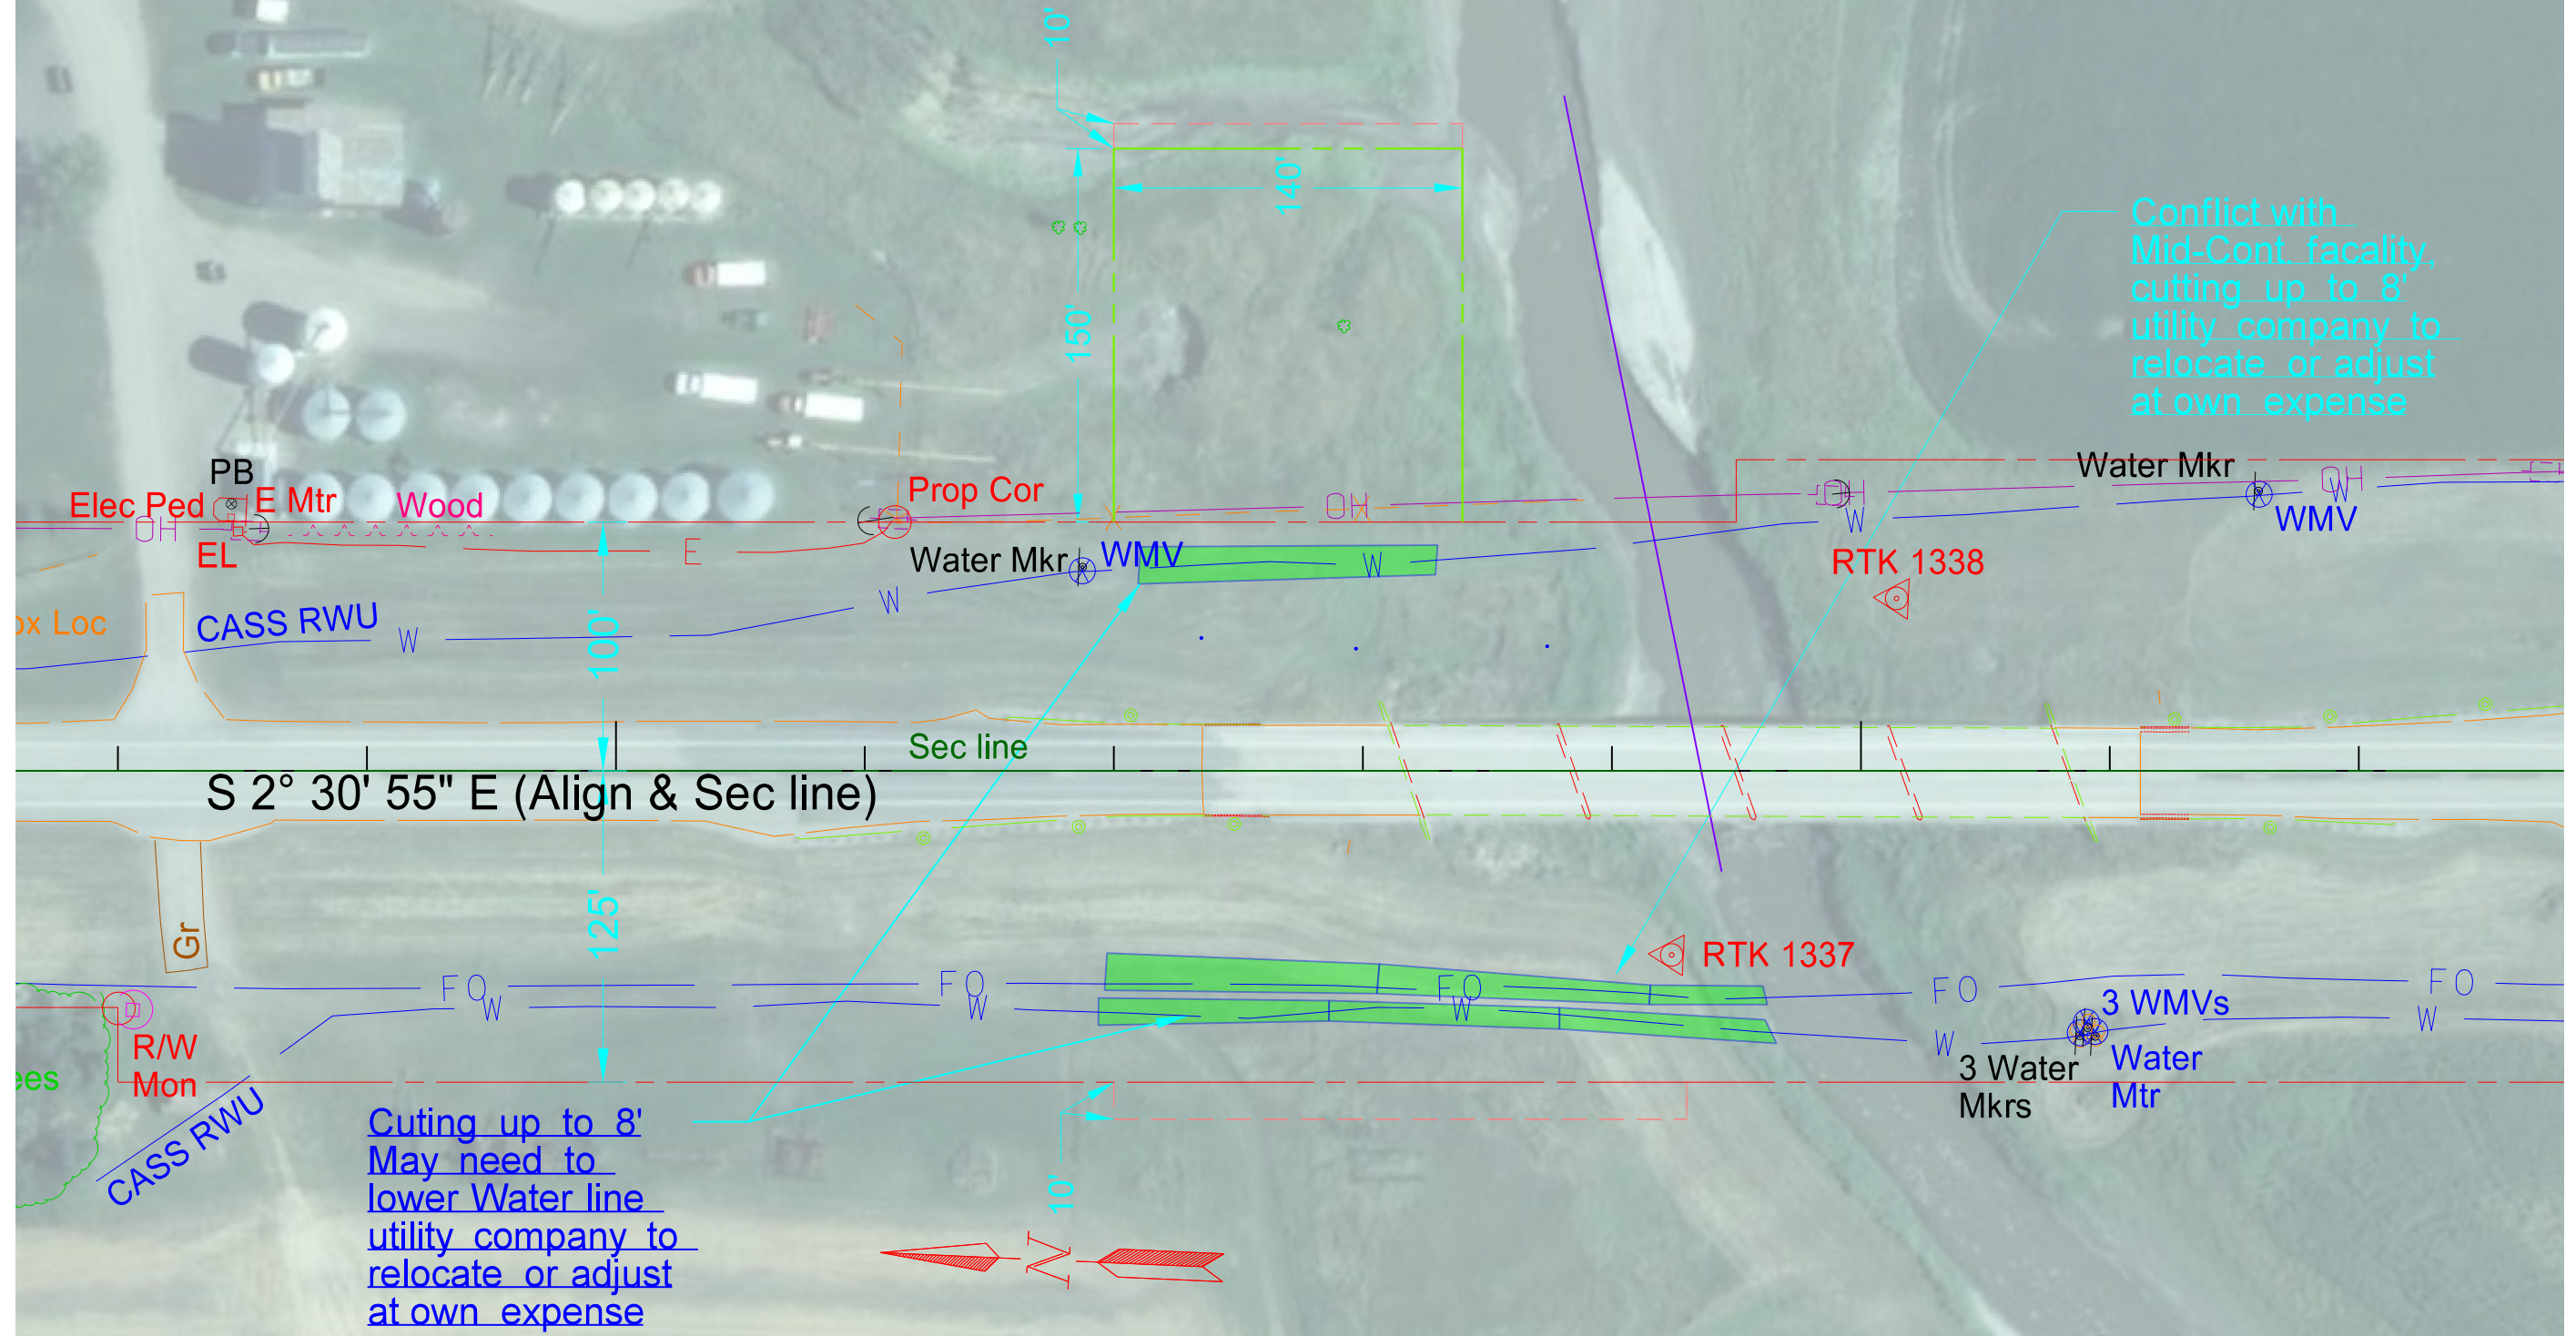 10'
140'
150'
Conflict with
Mid-Cont. facality,
cutting up to 8'
utility company to
relocate or adjust
at own expense
PB
Elec Ped
E Mtr
Wood
Prop Cor
OH
OH
OH
OH
Water Mkr
W
WMV
EL
E
Water Mkr
WMV
W
W
RTK 1338
W
ox Loc
CASS RWU
W
100'
Sec line
S 2° 30' 55" E (Align & Sec line)
125'
Gr
FO
W
FO
W
FO
W
RTK 1337
FO
W
FO
W
3 WMVs
Water
Mtr
3 Water
Mkrs
R/W
Mon
ees
CASS RWU
Cuting up to 8'
May need to
lower Water line
utility company to
relocate or adjust
at own expense
10'
N